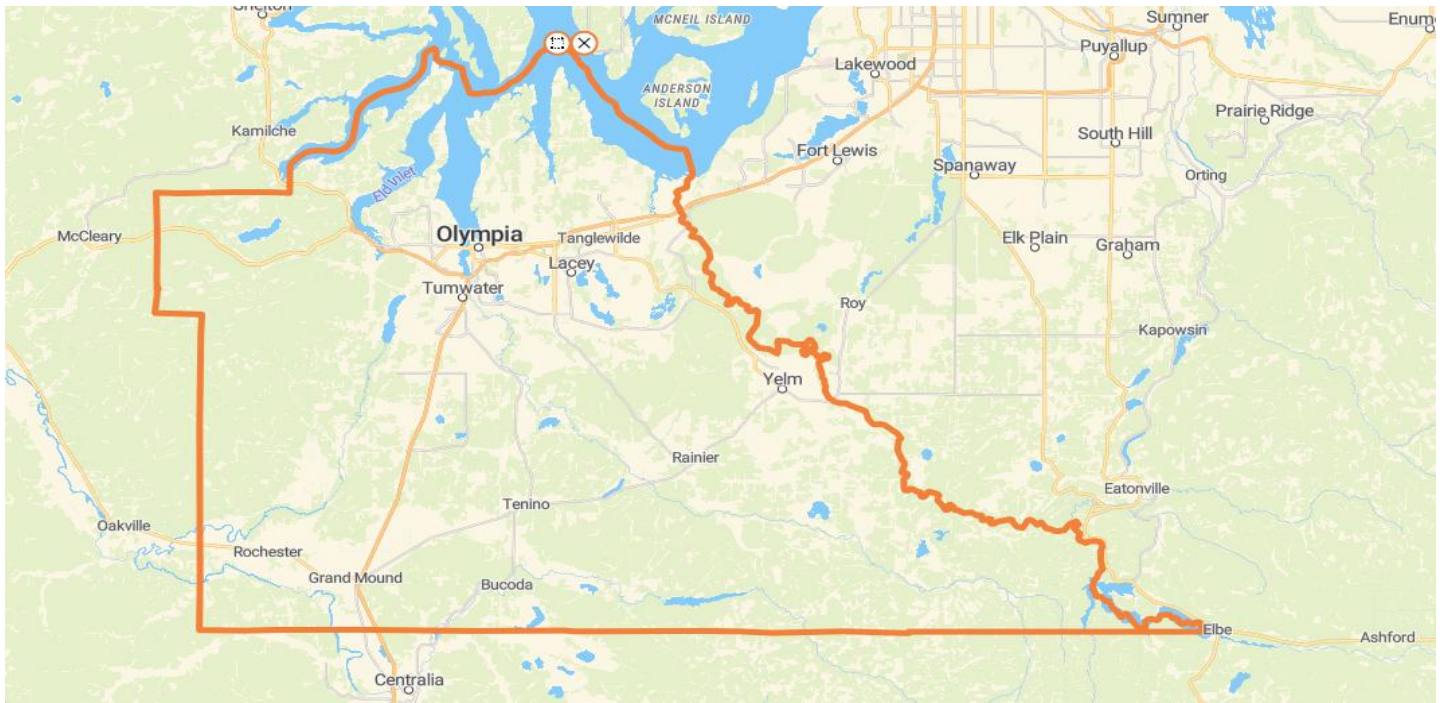 Shelton
MCNEIL ISLAND
Sumner
Enum
Puyallup
Lakewood
ANDERSON
ISLAND
Prairie Ridge
Kamilche
South Hill
Fort Lewis
Spanaway
Orting
Eld Inlet
McCleary
Olympia
Tanglewilde
Elk Plain
Graham
Lacey
Tumwater
Roy
Kapowsin
Yelm
Rainier
Eatonville
Tenino
Oakville
Rochester
Grand Mound
Bucoda
Elbe
Ashford
Centralia